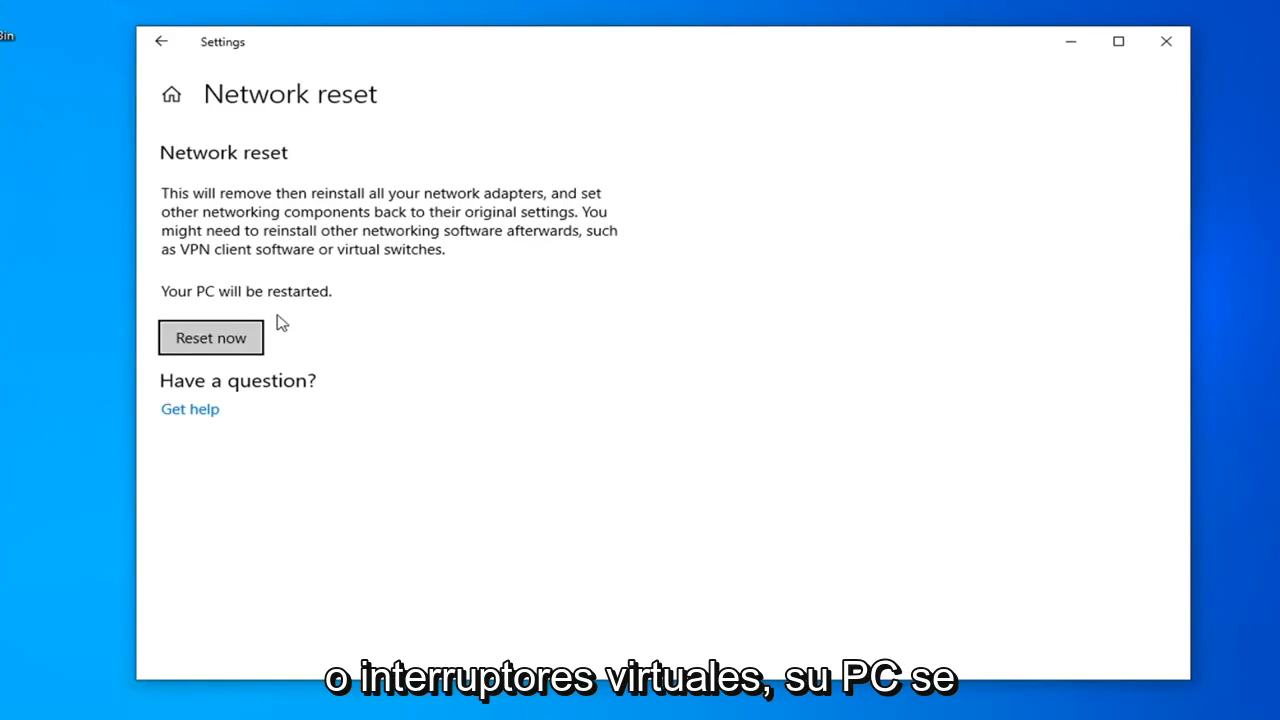 Bin
Settings
Network reset
Network reset
This will remove then reinstall all your network adapters, and set
other networking components back to their original settings. You
might need to reinstall other networking software afterwards, such
as VPN client software or virtual switches.
Your PC will be restarted.
Reset now
Have a question?
Get help
o interruptores virtuales, su PC se